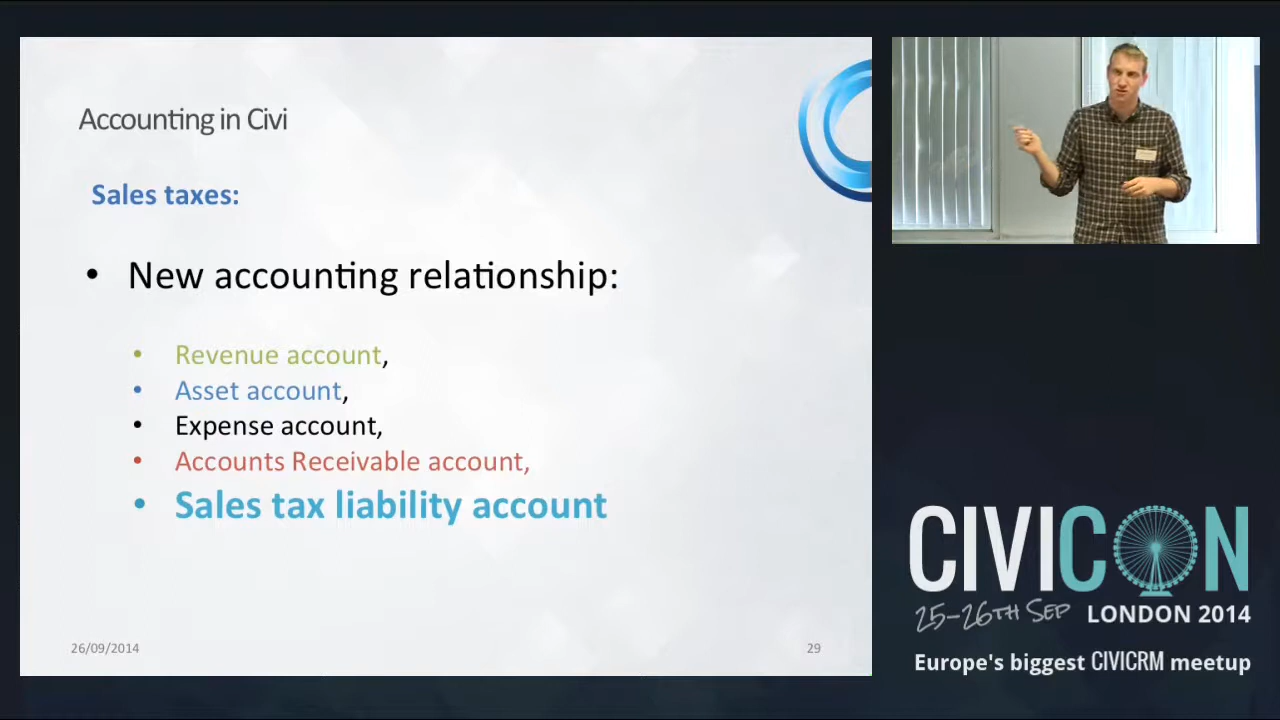 Accounting in Civi
Sales taxes:
• New accounting relationship:
• Revenue account,
• Asset account,
• Expense account,
• Accounts Receivable account,
• Sales tax liability account
26/09/2014
29
CIVICON
25-26TH SEP LONDON 2014
Europe's biggest CIVICRM meetup